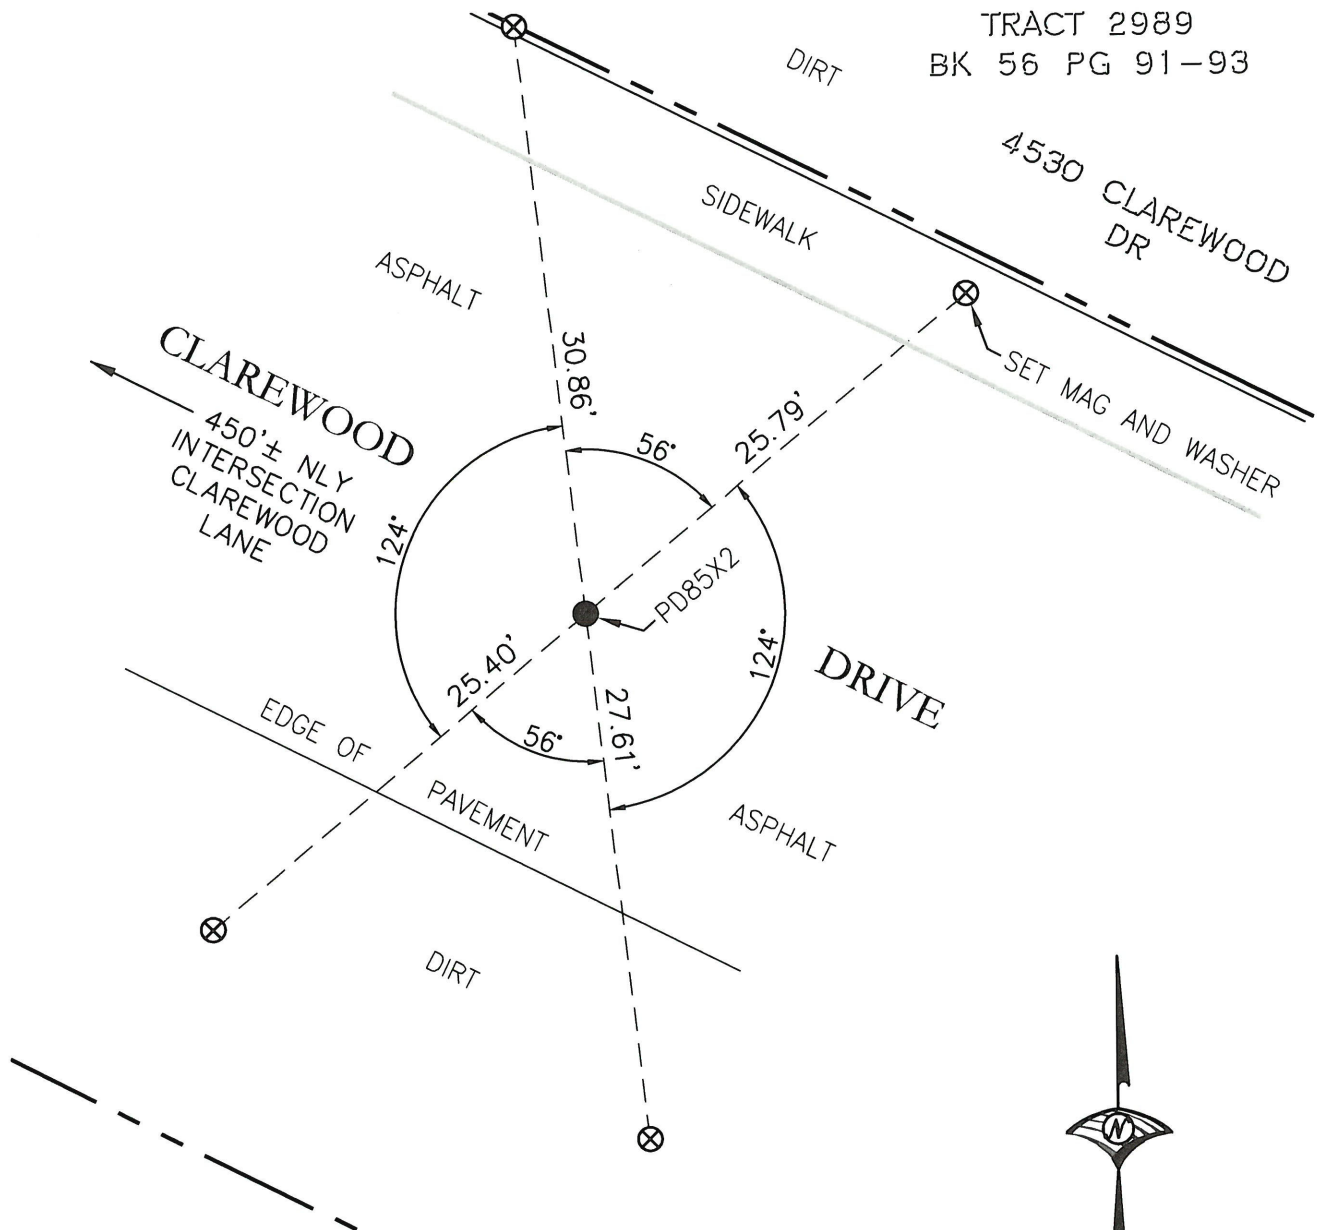 TRACT 2989
BK 56 PG 91-93
DIRT
4530 CLAREWOOD
DR
SIDEWALK
ASPHALT
CLAREWOOD
450'± NLY
INTERSECTION
CLAREWOOD
LANE
30.86'
56°
25.79'
SET MAG AND WASHER
124°
PD85X2
124°
DRIVE
25.40'
27.61'
56°
EDGE OF
PAVEMENT
ASPHALT
DIRT
N